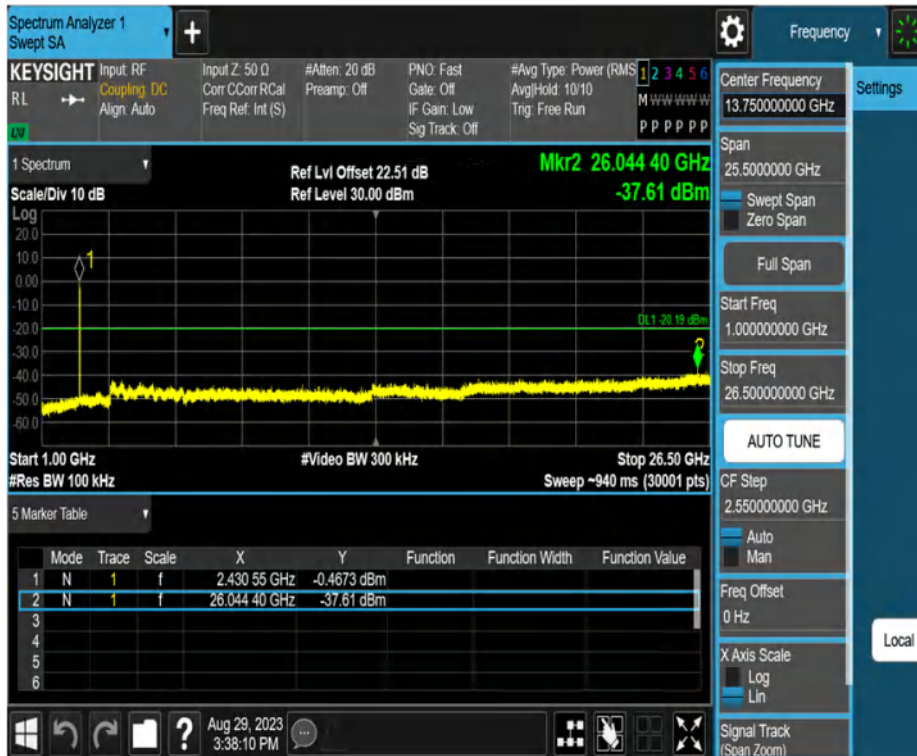 Spectrum Analyzer 1
Swept SA
Frequency
KEYSIGHT
RL
Input: RF
Coupling: DC
Align: Auto
Input Z: 50 Ω
Corr CCorr RCal
Freq Ref: Int (S)
#Atten: 20 dB
Preamp: Off
PNO: Fast
Gate: Off
IF Gain: Low
Sig Track: Off
#Avg Type: Power (RMS
Avg|Hold: 10/10
Trig: Free Run
1 2 3 4 5 6
M W W W W W
P P P P P P
Center Frequency
13.750000000 GHz
Settings
Span
25.5000000 GHz
Swept Span
Zero Span
Full Span
Start Freq
1.000000000 GHz
Stop Freq
26.500000000 GHz
AUTO TUNE
CF Step
2.550000000 GHz
Auto
Man
Freq Offset
0 Hz
X Axis Scale
Log
Lin
Signal Track
(Span Zoom)
Local
1 Spectrum
Scale/Div 10 dB
Ref Lvl Offset 22.51 dB
Ref Level 30.00 dBm
Mkr2 26.044 40 GHz
-37.61 dBm
Log
20.0
10.0
0.00
-10.0
-20.0
-30.0
-40.0
-50.0
-60.0
1
DL1 -20.19 dBm
2
Start 1.00 GHz
#Video BW 300 kHz
Stop 26.50 GHz
#Res BW 100 kHz
Sweep ~940 ms (30001 pts)
5 Marker Table
Mode Trace Scale X Y Function Function Width Function Value
1 N 1 f 2.430 55 GHz -0.4673 dBm
2 N 1 f 26.044 40 GHz -37.61 dBm
3
4
5
6
?
Aug 29, 2023
3:38:10 PM